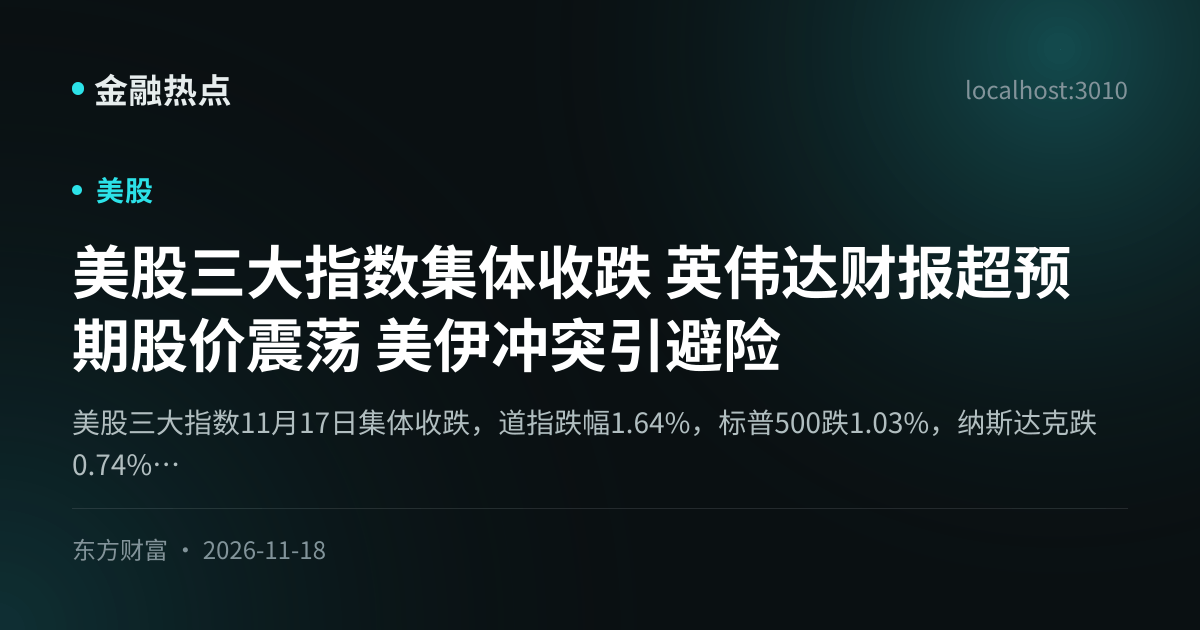 金融热点
localhost:3010
美股
美股三大指数集体收跌 英伟达财报超预
期股价震荡 美伊冲突引避险
美股三大指数11月17日集体收跌，道指跌幅1.64%，标普500跌1.03%，纳斯达克跌
0.74%…
东方财富 · 2026-11-18